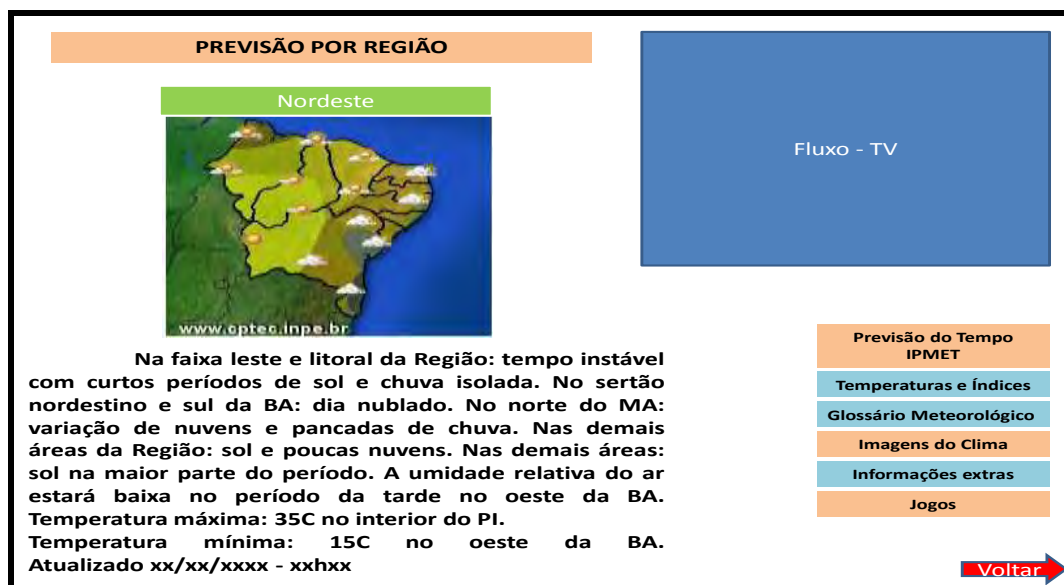 PREVISÃO POR REGIÃO
Nordeste
www.cptec.inpe.br
Fluxo - TV
Na faixa leste e litoral da Região: tempo instável
com curtos períodos de sol e chuva isolada. No sertão
nordestino e sul da BA: dia nublado. No norte do MA:
variação de nuvens e pancadas de chuva. Nas demais
áreas da Região: sol e poucas nuvens. Nas demais áreas:
sol na maior parte do período. A umidade relativa do ar
estará baixa no período da tarde no oeste da BA.
Temperatura máxima: 35C no interior do PI.
Temperatura mínima: 15C no oeste da BA.
Atualizado xx/xx/xxxx - xxhxx
Previsão do Tempo
IPMET
Temperaturas e Índices
Glossário Meteorológico
Imagens do Clima
Informações extras
Jogos
Voltar